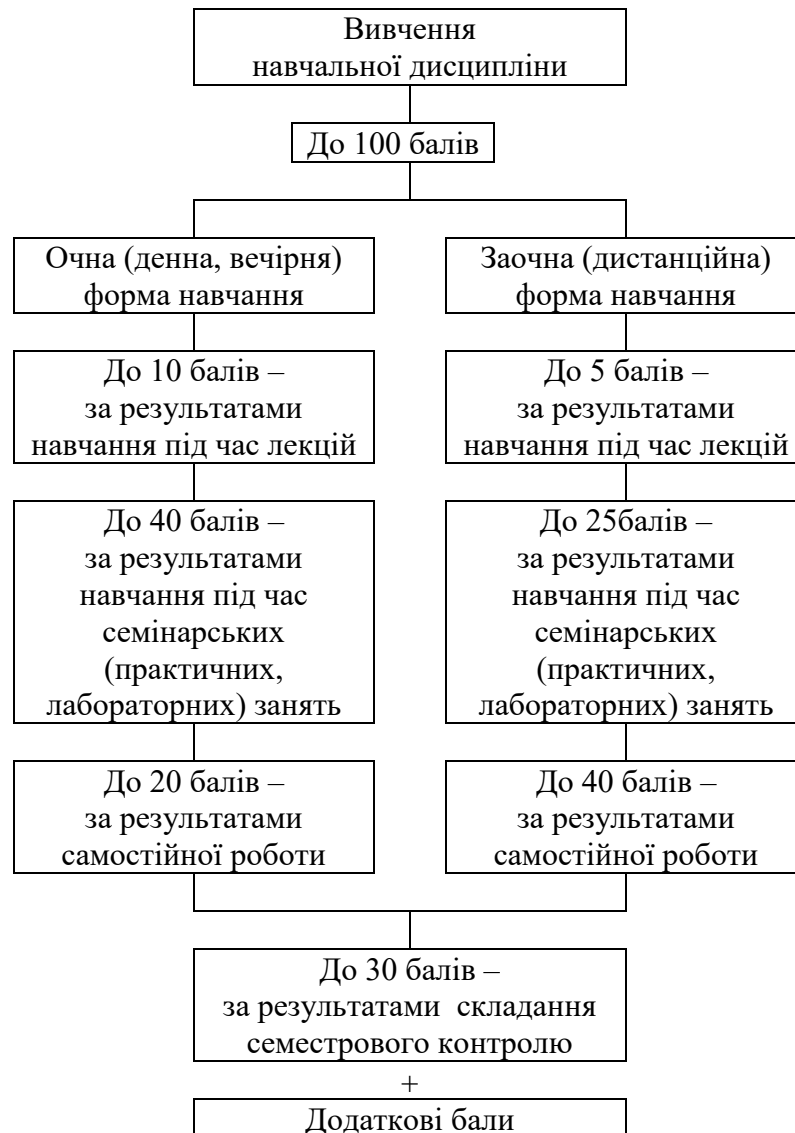 Вивчення
навчальної дисципліни
До 100 балів
Очна (денна, вечірня)
форма навчання
До 10 балів –
за результатами
навчання під час лекцій
До 40 балів –
за результатами
навчання під час
семінарських
(практичних,
лабораторних) занять
До 20 балів –
за результатами
самостійної роботи
Заочна (дистанційна)
форма навчання
До 5 балів –
за результатами
навчання під час лекцій
До 25балів –
за результатами
навчання під час
семінарських
(практичних,
лабораторних) занять
До 40 балів –
за результатами
самостійної роботи
До 30 балів –
за результатами складання
семестрового контролю
+
Додаткові бали